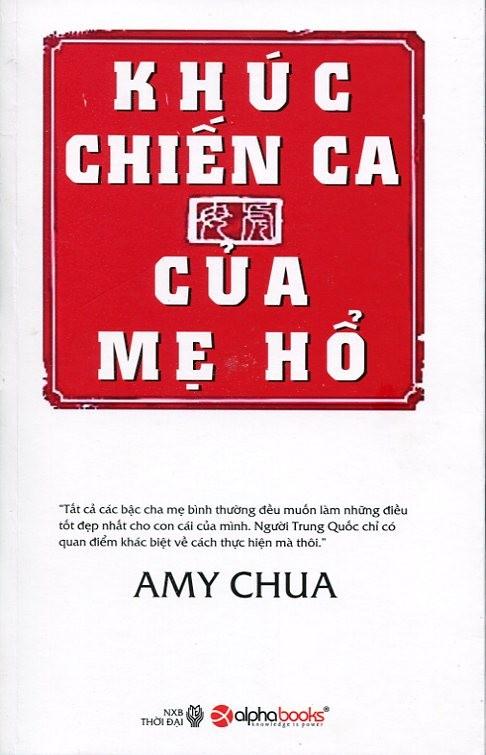 KHÚC
CHIẾN CA
CỦA
MẸ HỔ
"Tất cả các bậc cha mẹ bình thường đều muốn làm những điều
tốt đẹp nhất cho con cái của mình. Người Trung Quốc chỉ có
quan điểm khác biệt về cách thực hiện mà thôi."
AMY CHUA
NXB
THỜI ĐẠI
alphabooks®
knowledge is power